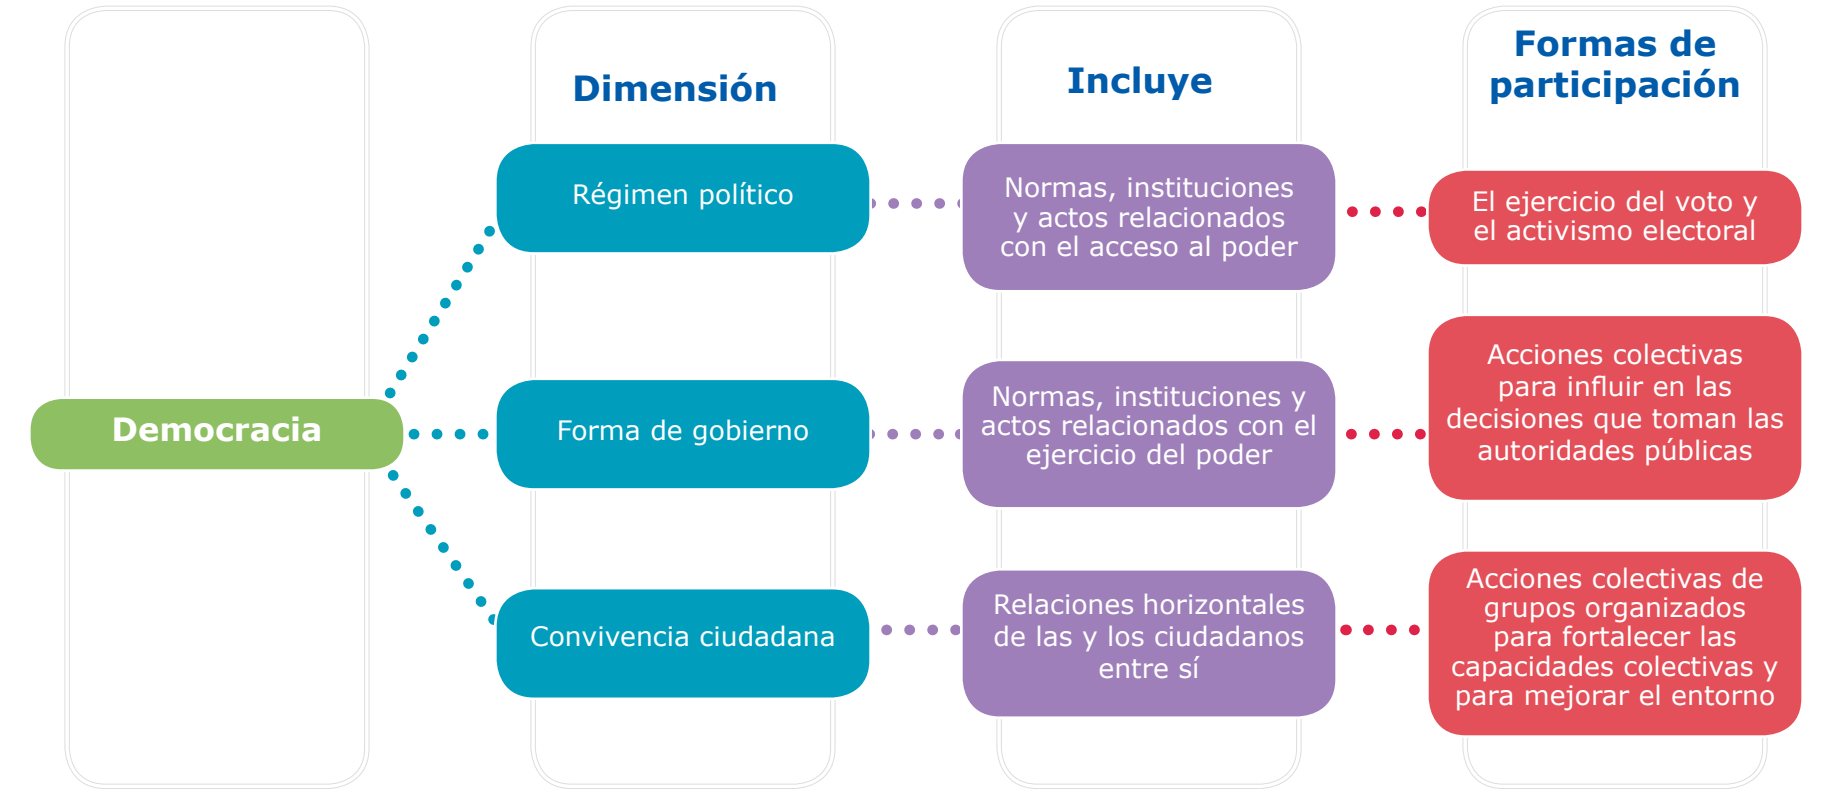 Dimensión
Incluye
Formas de
participación
Democracia
Régimen político
Normas, instituciones
y actos relacionados
con el acceso al poder
El ejercicio del voto y
el activismo electoral
Forma de gobierno
Normas, instituciones y
actos relacionados con el
ejercicio del poder
Acciones colectivas
para influir en las
decisiones que toman las
autoridades públicas
Convivencia ciudadana
Relaciones horizontales
de las y los ciudadanos
entre sí
Acciones colectivas de
grupos organizados
para fortalecer las
capacidades colectivas y
para mejorar el entorno